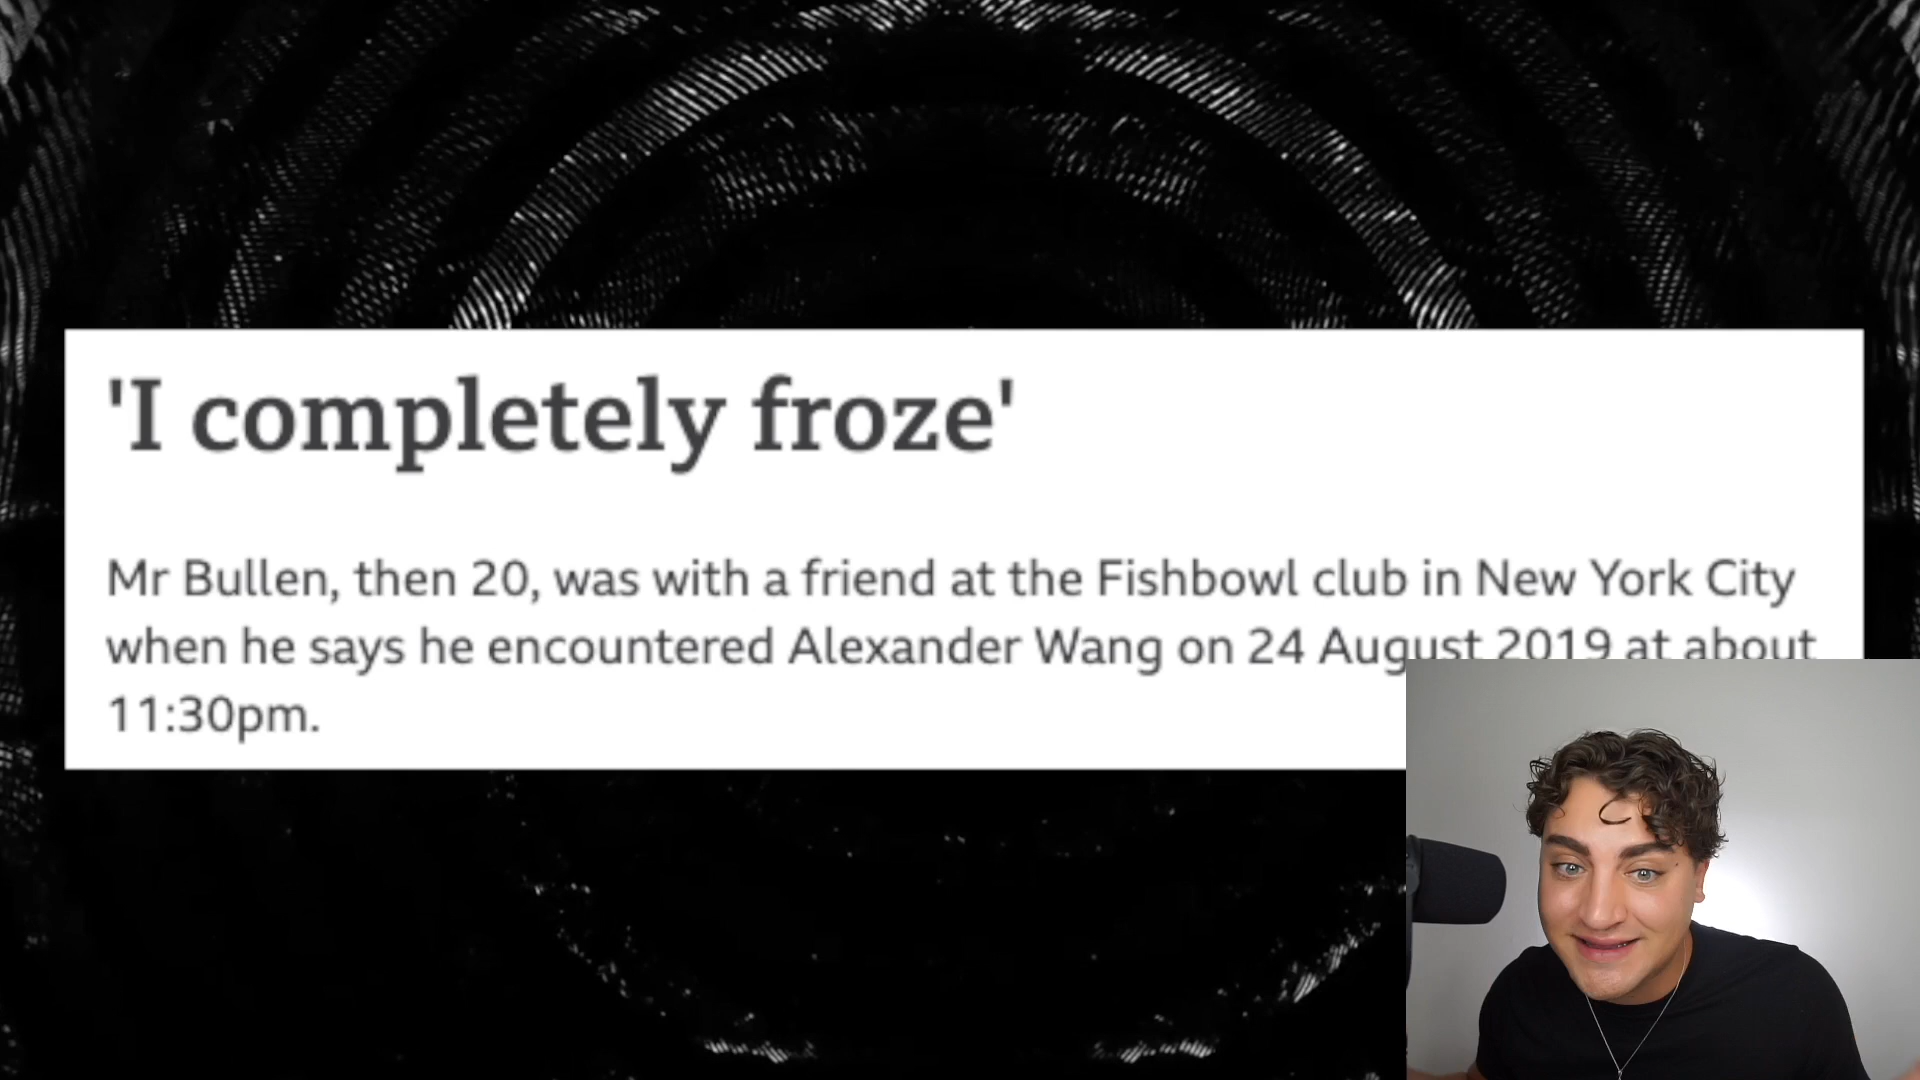 'I completely froze'
Mr Bullen, then 20, was with a friend at the Fishbowl club in New York City
when he says he encountered Alexander Wang on 24 August 2019 at about
11:30pm.